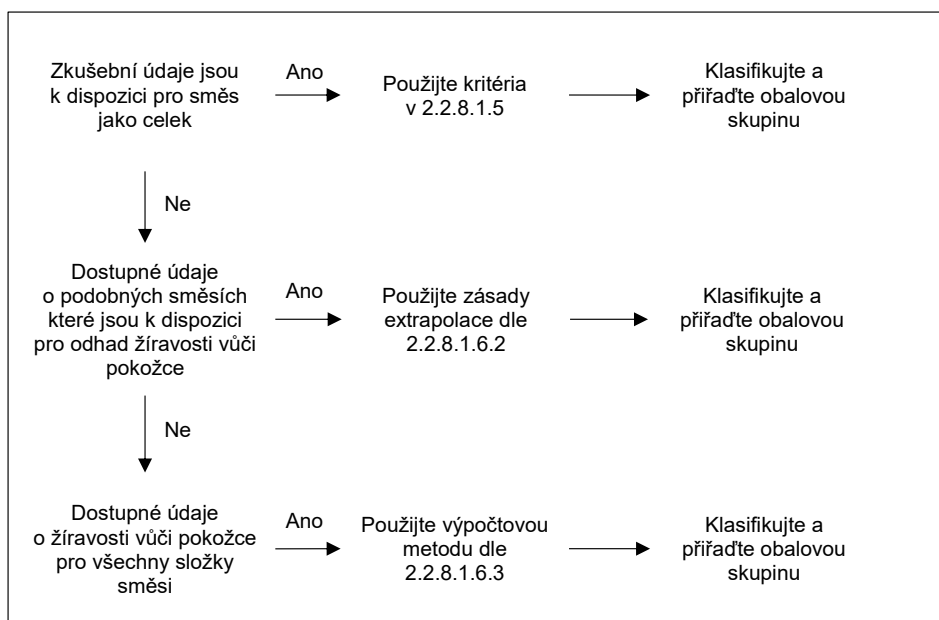 Zkušební údaje jsou
k dispozici pro směs
jako celek
Ano
Použijte kritéria
v 2.2.8.1.5
Klasifikujte a
přiřaďte obalovou
skupinu
Ne
Dostupné údaje
o podobných směsích
které jsou k dispozici
pro odhad žíravosti vůči
pokožce
Ano
Použijte zásady
extrapolace dle
2.2.8.1.6.2
Klasifikujte a
přiřaďte obalovou
skupinu
Ne
Dostupné údaje
o žíravosti vůči pokožce
pro všechny složky
směsi
Ano
Použijte výpočtovou
metodu dle
2.2.8.1.6.3
Klasifikujte a
přiřaďte obalovou
skupinu